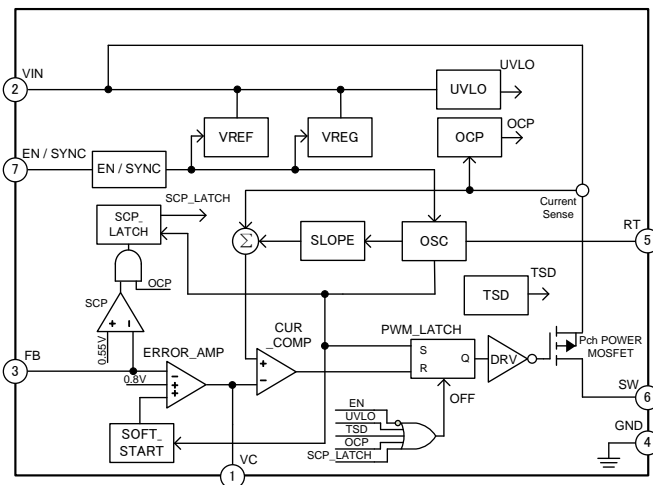 VIN
2
UVLO
UVLO
VREF
VREG
OCP
OCP
EN / SYNC
7
EN / SYNC
SCP_LATCH
Current
Sense
SCP_
LATCH
Σ
SLOPE
OSC
RT
5
OCP
TSD
TSD
SCP
+
−
0.55V
CUR
_COMP
PWM_LATCH
Pch POWER
MOSFET
FB
3
ERROR_AMP
0.8V
−
+
+
+
−
S
R
Q
DRV
SW
6
OFF
EN
UVLO
TSD
OCP
SCP_LATCH
SOFT_
START
GND
4
VC
1